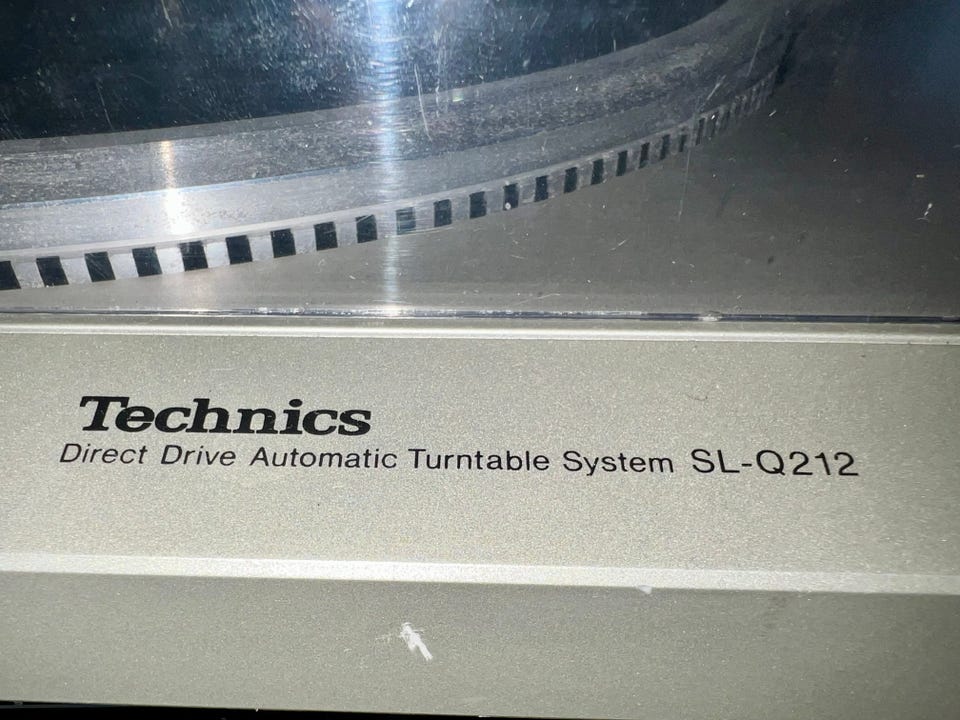 Technics
Direct Drive Automatic Turntable System SL-Q212